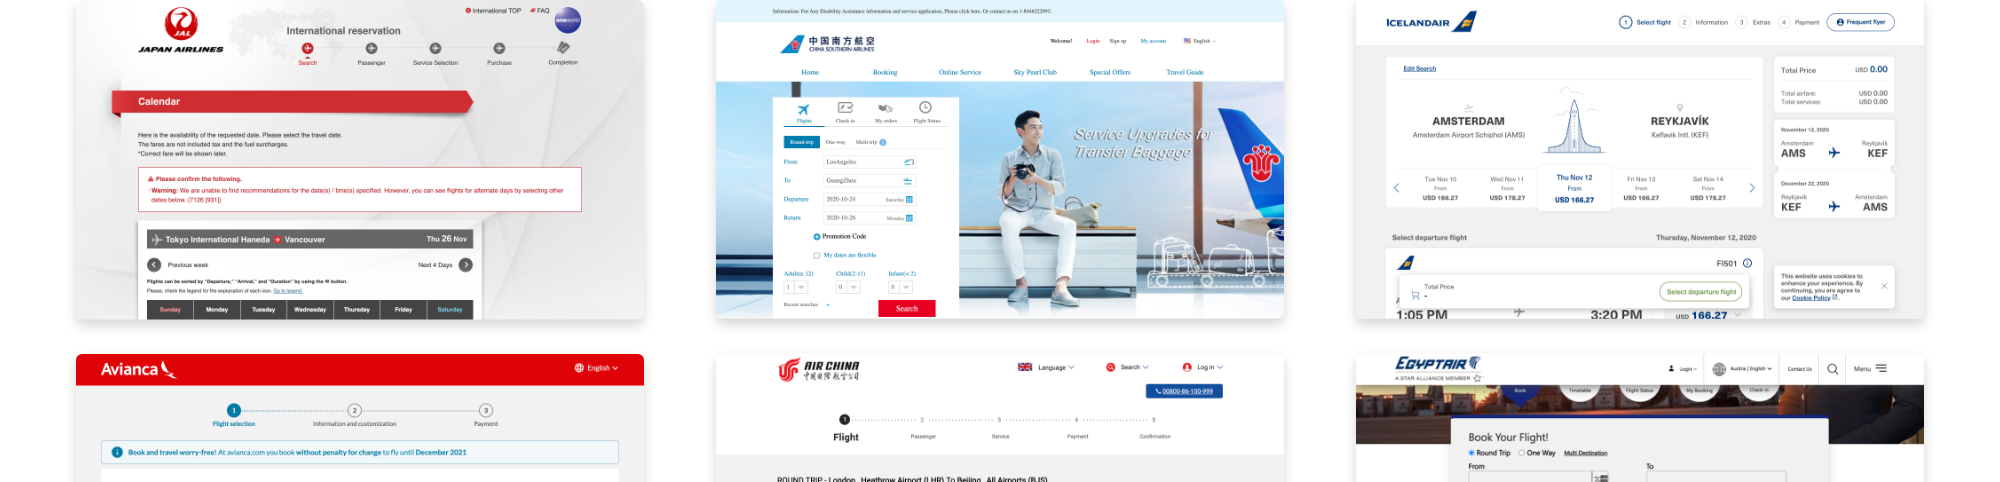 JAL
JAPAN AIRLINES
International TOP
FAQ
oneworld
International reservation
Search
Passenger
Service Selection
Purchase
Completion
Calendar
Here is the availability of the requested date. Please select the travel date.
The fares are not included tax and the fuel surcharges.
*Correct fare will be shown later.
Please confirm the following.
· Warning: We are unable to find recommendations for the date(s) / time(s) specified. However, you can see flights for alternate days by selecting other
dates below. (7126 [931])
Tokyo International Haneda Vancouver
Thu 26 Nov
Previous week
Next 4 Days
Flights can be sorted by "Departure," "Arrival," and "Duration" by using the button.
Please, check the legend for the explanation of each icon. Go to legend.
Sunday Monday Tuesday Wednesday Thursday Friday Saturday
Information: For Any Disability Assistance information and service application, Please click here. Or contact us on 1-8446222993.
中国南方航空
CHINA SOUTHERN AIRLINES
Welcome! Login Sign up My account English
Home Booking Online Service Sky Pearl Club Special Offers Travel Guide
Flights Check in My orders Flight Status
Round-trip One-way Multi-trip
From LosAngeles
To GuangZhou
Departure 2020-10-24 Saturday
Return 2020-10-26 Monday
Promotion Code
My dates are flexible
Adult(≥ 12) Child(2-11) Infant(< 2)
1 0 0
Recent searches
Search
Service Upgrades for
Transfer Baggage
ICELANDAIR
1 Select flight 2 Information 3 Extras 4 Payment
Frequent flyer
Edit Search
AMSTERDAM
Amsterdam Airport Schiphol (AMS)
REYKJAVÍK
Keflavik Intl. (KEF)
Tue Nov 10 Wed Nov 11 Thu Nov 12 Fri Nov 13 Sat Nov 14
From From From From From
USD 166.27 USD 178.27 USD 166.27 USD 166.27 USD 178.27
Select departure flight
Thursday, November 12, 2020
FI501
Total Price
-
Select departure flight
1:05 PM
3:20 PM
USD 166.27
Total Price USD 0.00
Total airfare: USD 0.00
Total services: USD 0.00
November 12, 2020
Amsterdam Reykjavik
AMS KEF
December 22, 2020
Reykjavik Amsterdam
KEF AMS
This website uses cookies to
enhance your experience. By
continuing, you are agree to
our Cookie Policy.
Avianca
English
1 2 3
Flight selection
Information and customization
Payment
Book and travel worry-free! At avianca.com you book without penalty for change to fly until December 2021
AIR CHINA
中国国际航空公司
Language Search Log in
00800-86-100-999
1 2 3 4 5
Flight Passenger Service Payment Confirmation
ROUND TRIP - London, Heathrow Airport (LHR) To Beijing, All Airports (BJS)
EGYPTAIR
A STAR ALLIANCE MEMBER
Login
Austria | English
Contact Us
Menu
Book Timetable Flight Status My Booking Check in
Book Your Flight!
Round Trip One Way Multi Destination
From
To